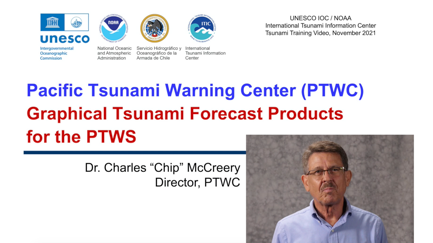 unesco
Intergovernmental
Oceanographic
Commission
NOAA
National Oceanic
and Atmospheric
Administration
Servicio Hidrográfico y
Oceanográfico de la
Armada de Chile
ITIC
International
Tsunami Information
Center
UNESCO IOC / NOAA
International Tsunami Information Center
Tsunami Training Video, November 2021
Pacific Tsunami Warning Center (PTWC)
Graphical Tsunami Forecast Products
for the PTWS
Dr. Charles “Chip” McCreery
Director, PTWC